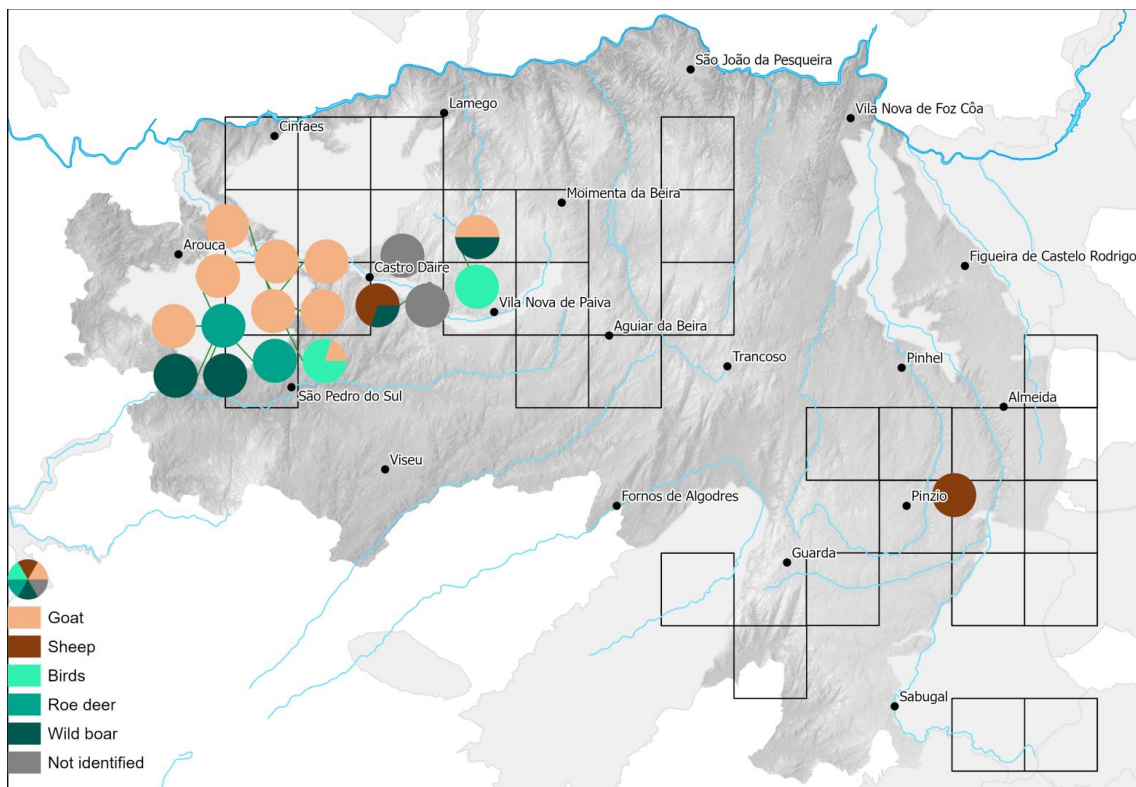 São João da Pesqueira
Lamego
Vila Nova de Foz Côa
Cinfaes
Moimenta da Beira
Arouca
Figueira de Castelo Rodrigo
Castro Daire
Vila Nova de Paiva
Aguiar da Beira
Trancoso
Pinhel
São Pedro do Sul
Almeida
Viseu
Fornos de Algodres
Pinzio
Guarda
Sabugal
Goat
Sheep
Birds
Roe deer
Wild boar
Not identified